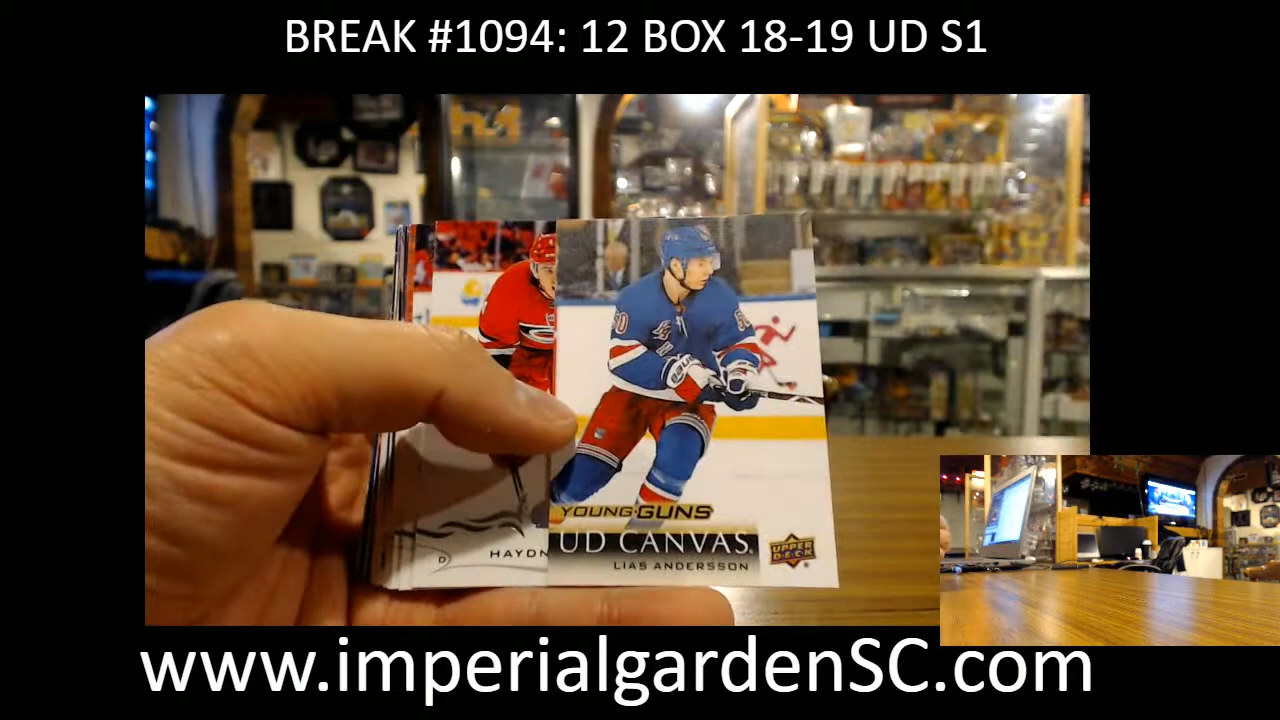 BREAK #1094: 12 BOX 18-19 UD S1
50
YOUNG GUNS
UD CANVAS
LIAS ANDERSSON
UPPER DECK
D
HAYDN
www.imperialgardenSC.com